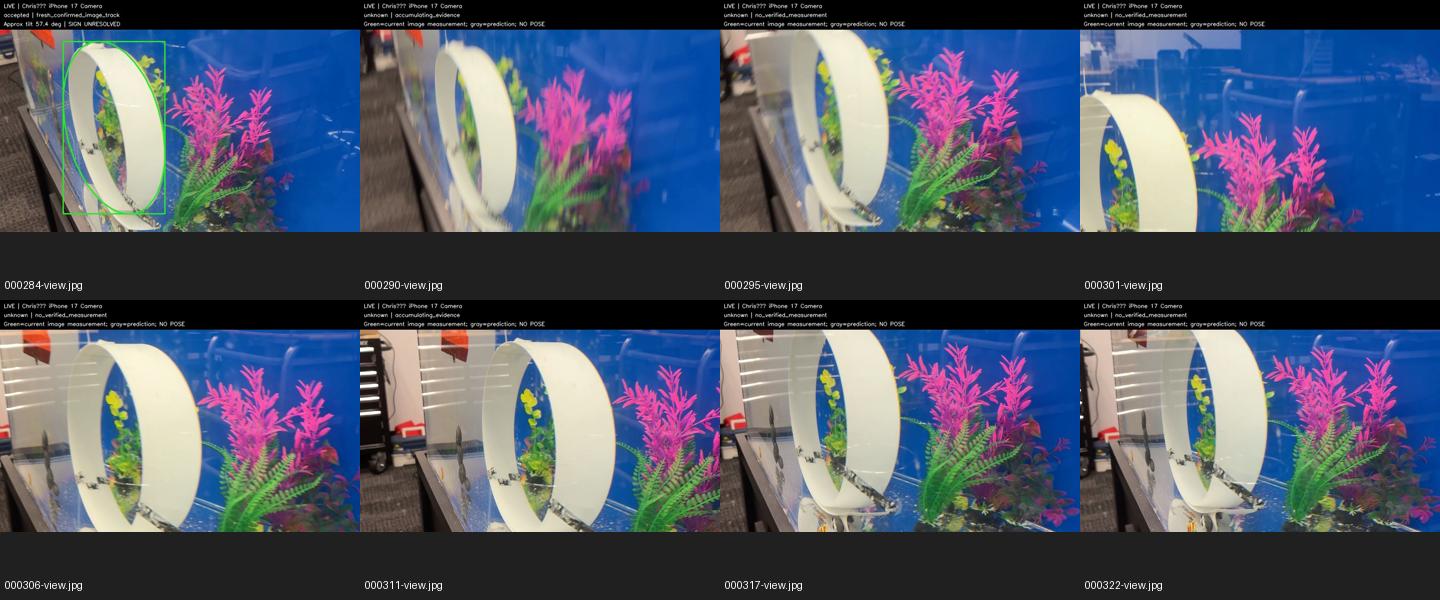 LIVE | Chris??? iPhone 17 Camera
accepted | fresh_confirmed_image_track
Approx tilt 57.4 deg | SIGN UNRESOLVED
000284-view.jpg
LIVE | Chris??? iPhone 17 Camera
unknown | accumulating_evidence
Green=current image measurement; gray=prediction; NO POSE
000290-view.jpg
LIVE | Chris??? iPhone 17 Camera
unknown | no_verified_measurement
Green=current image measurement; gray=prediction; NO POSE
000295-view.jpg
LIVE | Chris??? iPhone 17 Camera
unknown | no_verified_measurement
Green=current image measurement; gray=prediction; NO POSE
000301-view.jpg
LIVE | Chris??? iPhone 17 Camera
unknown | no_verified_measurement
Green=current image measurement; gray=prediction; NO POSE
000306-view.jpg
LIVE | Chris??? iPhone 17 Camera
unknown | accumulating_evidence
Green=current image measurement; gray=prediction; NO POSE
000311-view.jpg
LIVE | Chris??? iPhone 17 Camera
unknown | no_verified_measurement
Green=current image measurement; gray=prediction; NO POSE
000317-view.jpg
LIVE | Chris??? iPhone 17 Camera
unknown | no_verified_measurement
Green=current image measurement; gray=prediction; NO POSE
000322-view.jpg